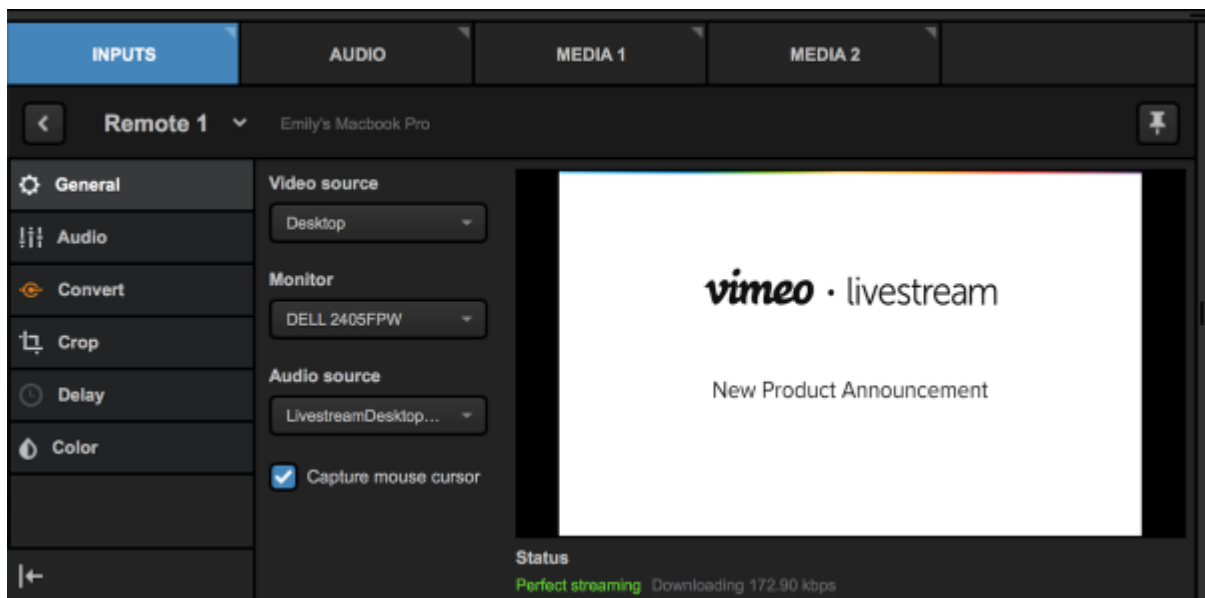 INPUTS AUDIO MEDIA 1 MEDIA 2
Remote 1 Emily's Macbook Pro
General
Audio
Convert
Crop
Delay
Color
Video source
Desktop
Monitor
DELL 2405FPW
Audio source
LivestreamDesktop...
Capture mouse cursor
vimeo · livestream
New Product Announcement
Status
Perfect streaming Downloading 172.90 kbps